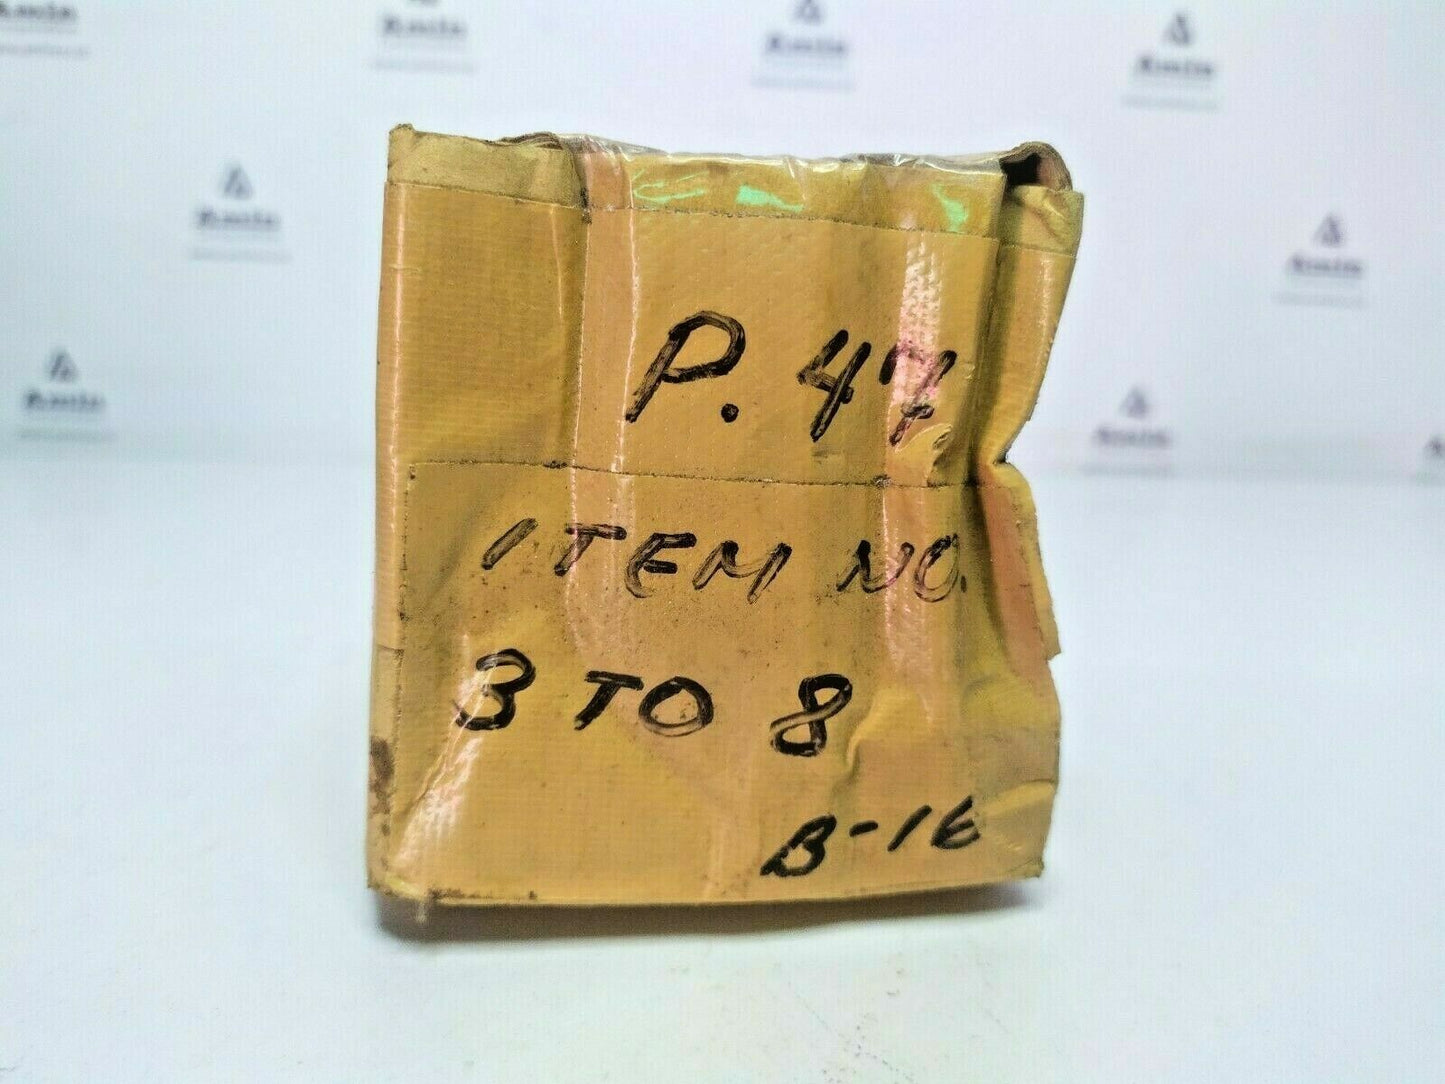 P. 47
ITEM NO.
3 TO 8
B-16